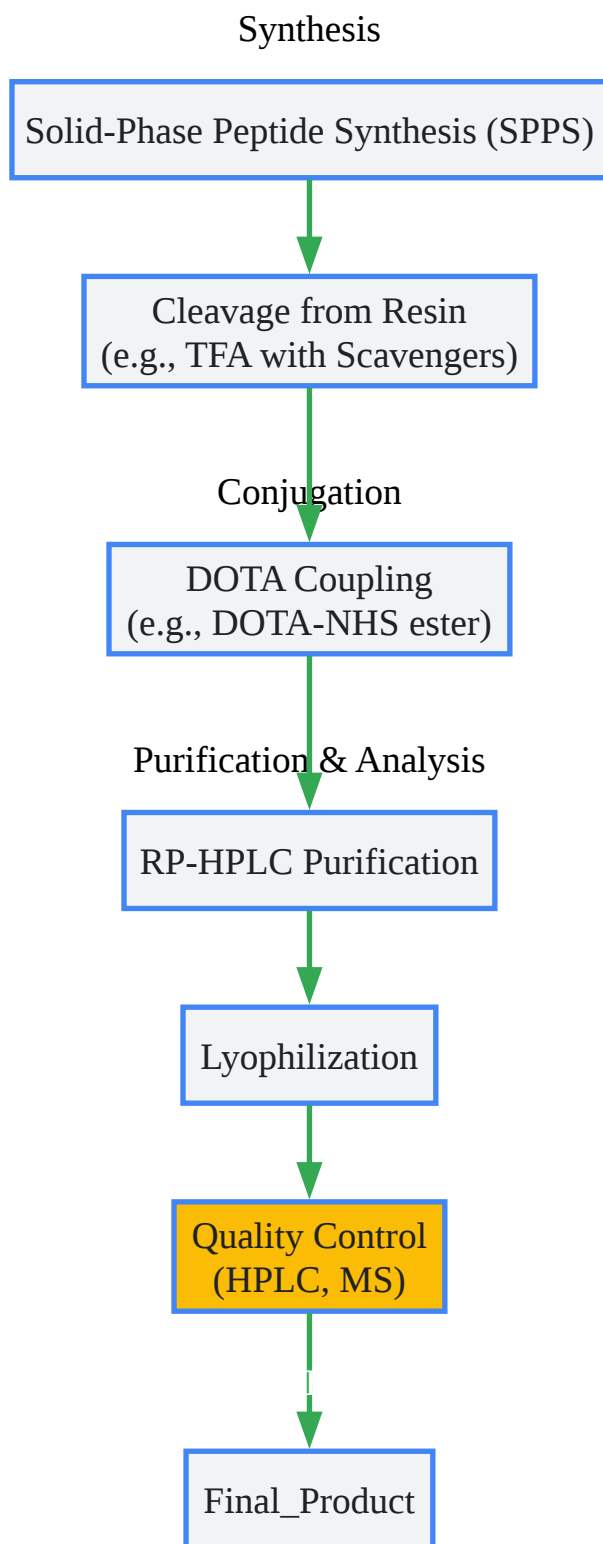 Synthesis
Solid-Phase Peptide Synthesis (SPPS)
Cleavage from Resin
(e.g., TFA with Scavengers)
Conjugation
DOTA Coupling
(e.g., DOTA-NHS ester)
Purification & Analysis
RP-HPLC Purification
Lyophilization
Quality Control
(HPLC, MS)
Final_Product